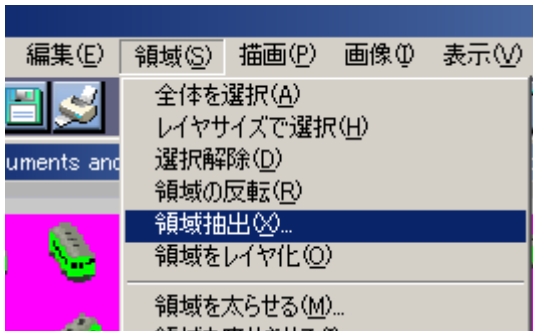 編集(E) 領域(S) 描画(P) 画像(I) 表示(V)
全体を選択(A)
レイヤサイズで選択(H)
uments and
選択解除(D)
領域の反転(R)
領域抽出(X)...
領域をレイヤ化(O)
領域を太らせる(M)...